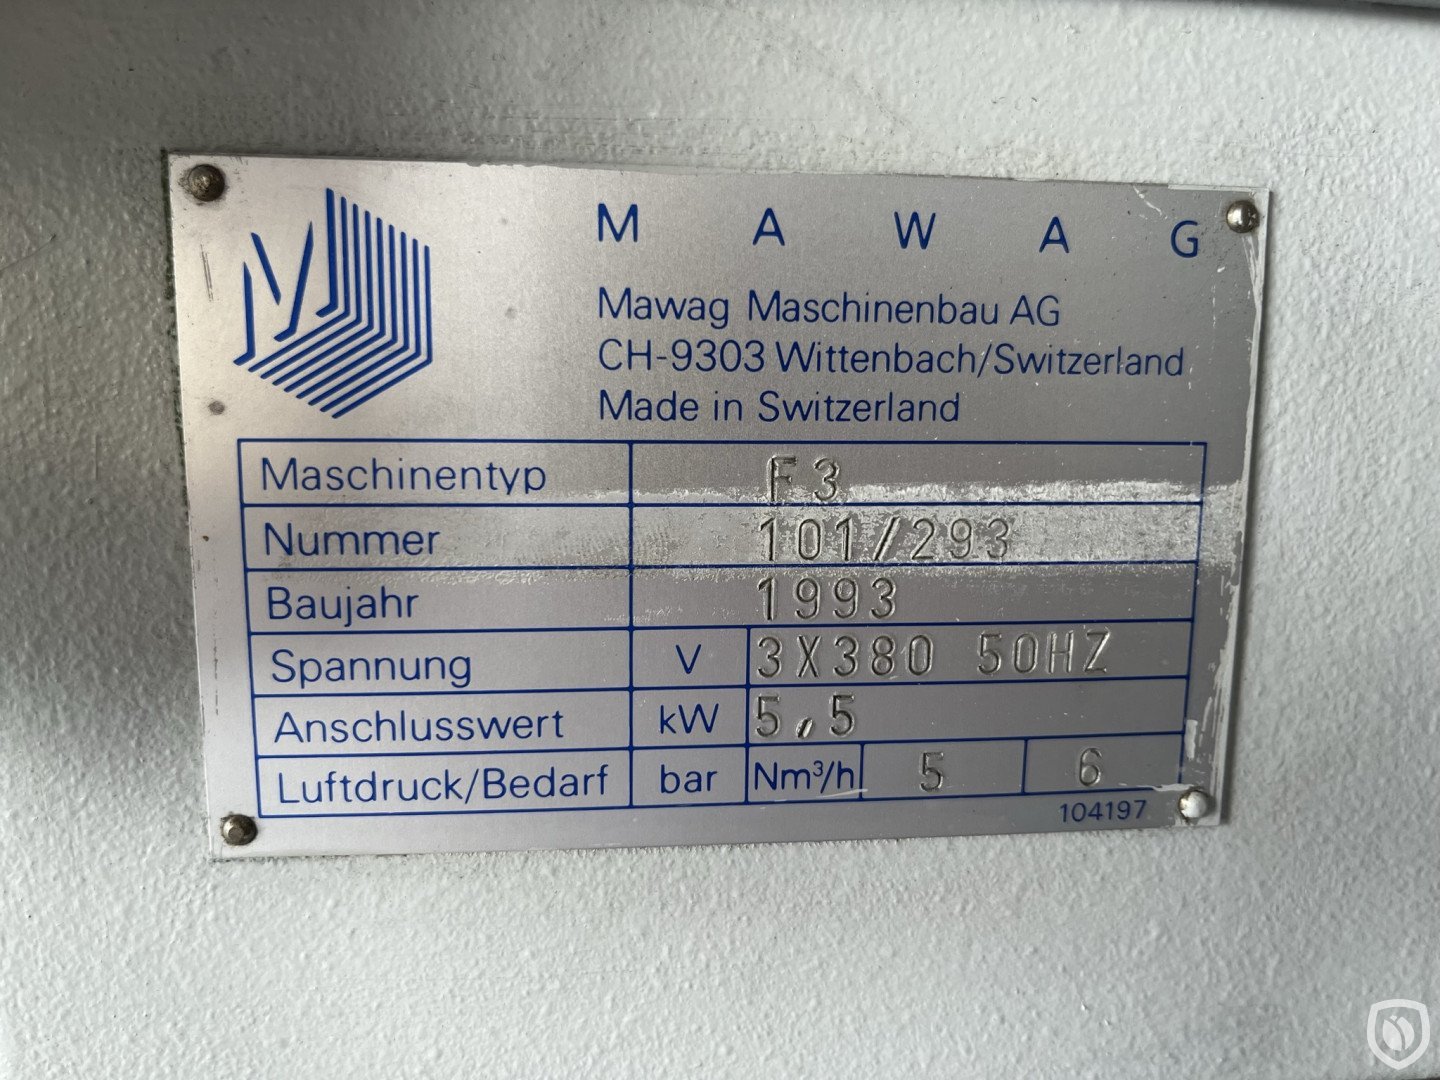 M A W A G
Mawag Maschinenbau AG
CH-9303 Wittenbach/Switzerland
Made in Switzerland
Maschinentyp F3
Nummer 101/293
Baujahr 1993
Spannung V 3X380 50HZ
Anschlusswert kW 5,5
Luftdruck/Bedarf bar Nm³/h 5 6
104197